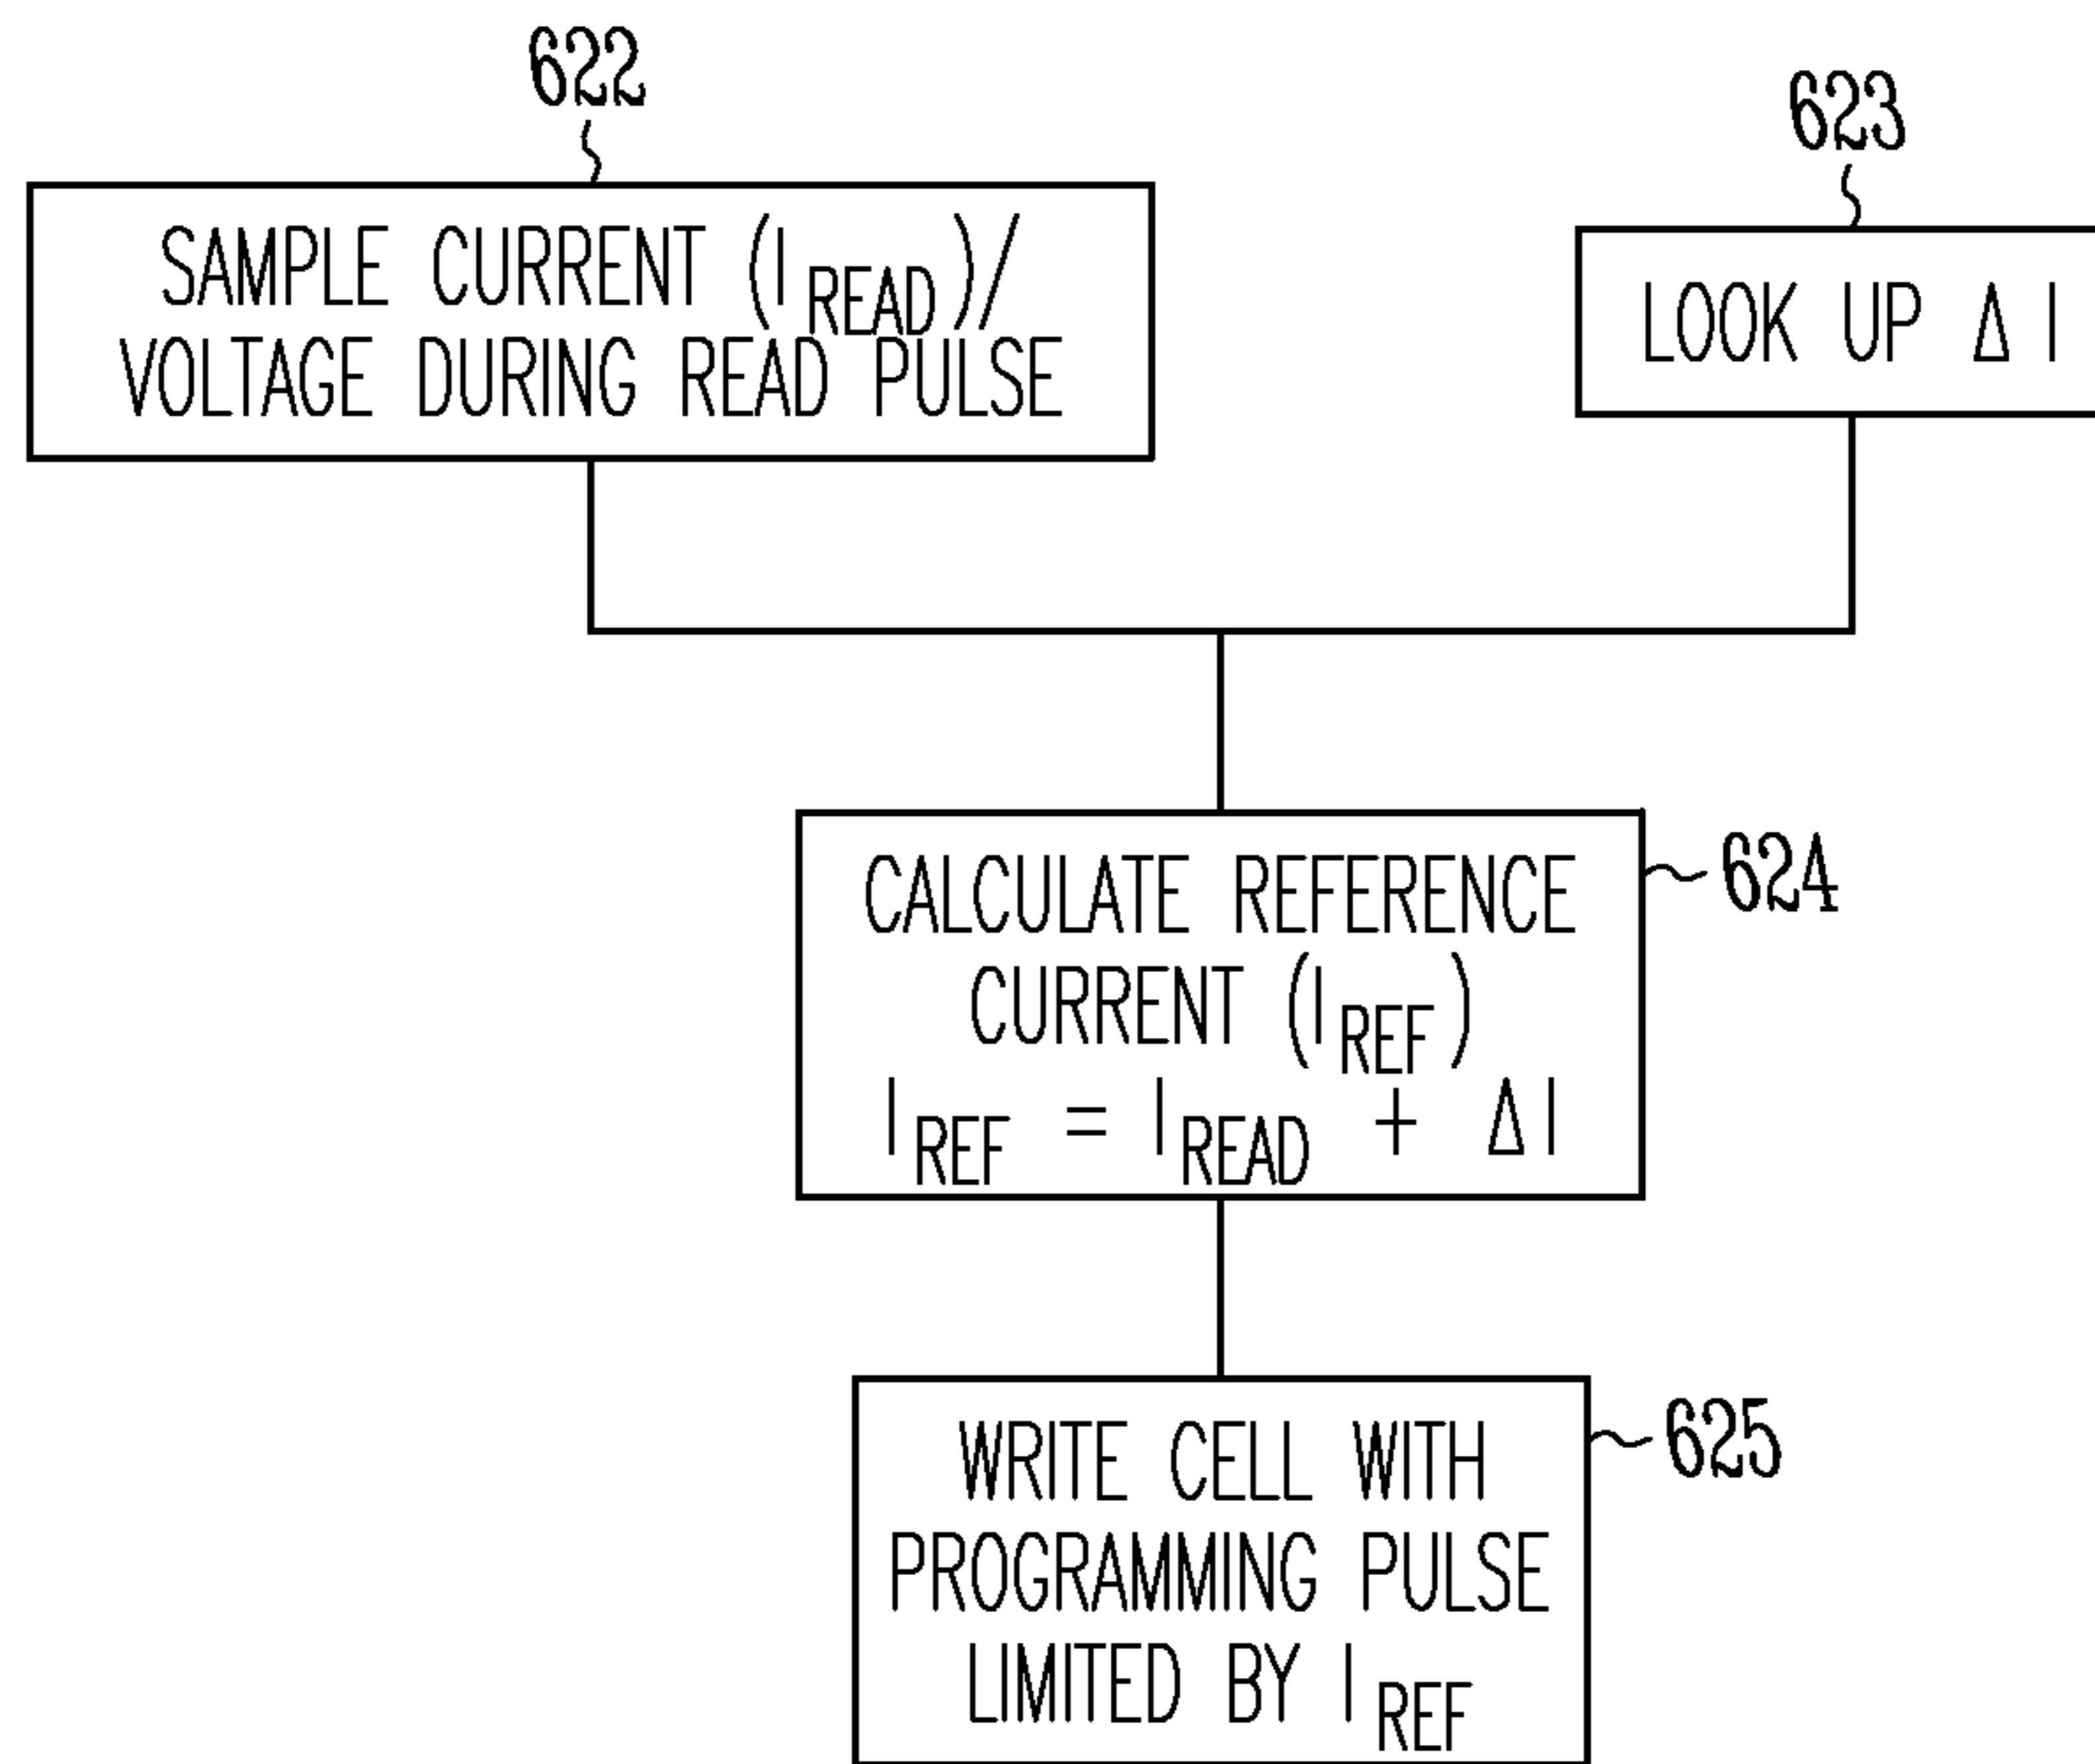 622
SAMPLE CURRENT (I READ)/
VOLTAGE DURING READ PULSE
623
LOOK UP Δ I
CALCULATE REFERENCE
CURRENT (I REF)
I REF = I READ + Δ I
624
WRITE CELL WITH
PROGRAMMING PULSE
LIMITED BY I REF
625